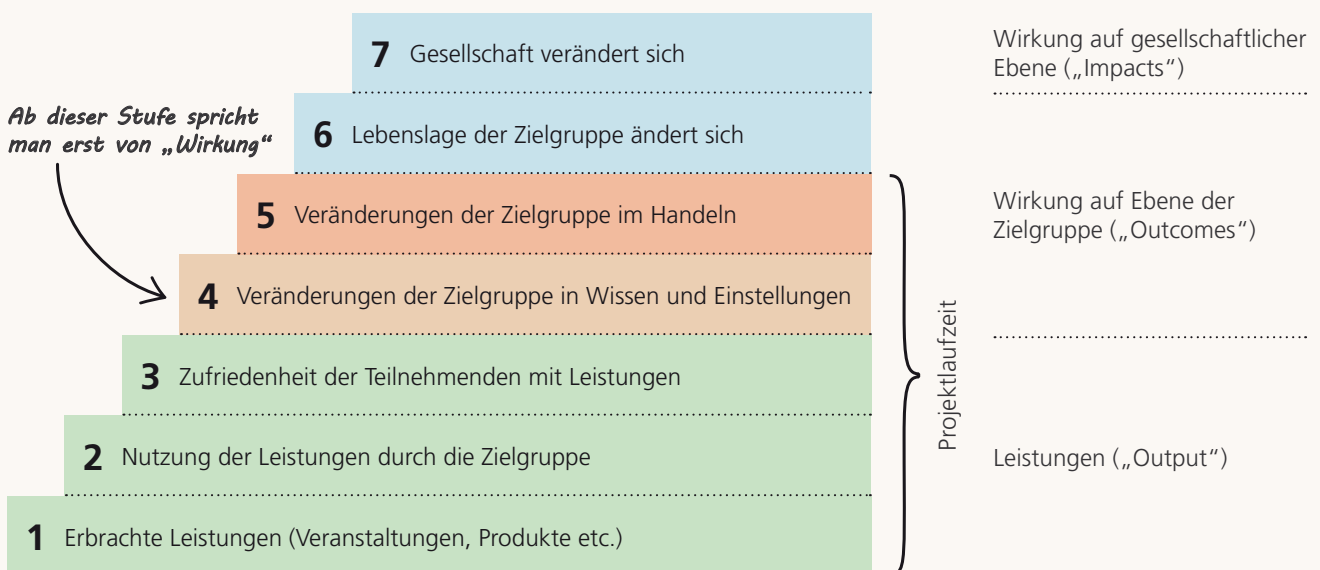 7 Gesellschaft verändert sich
Wirkung auf gesellschaftlicher
Ebene („Impacts“)
Ab dieser Stufe spricht
man erst von „Wirkung“
6 Lebenslage der Zielgruppe ändert sich
5 Veränderungen der Zielgruppe im Handeln
Wirkung auf Ebene der
Zielgruppe („Outcomes“)
4 Veränderungen der Zielgruppe in Wissen und Einstellungen
3 Zufriedenheit der Teilnehmenden mit Leistungen
Projektlaufzeit
2 Nutzung der Leistungen durch die Zielgruppe
Leistungen („Output“)
1 Erbrachte Leistungen (Veranstaltungen, Produkte etc.)